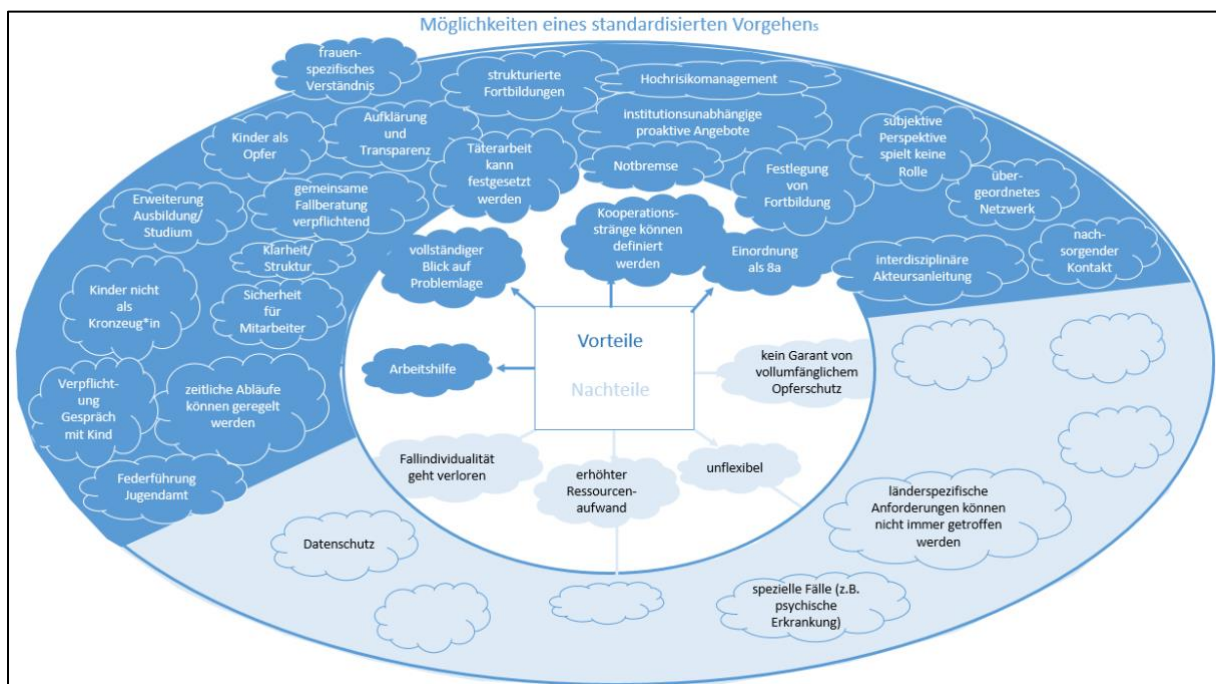 Möglichkeiten eines standardisierten Vorgehens
frauen-
spezifisches
Verständnis
strukturierte
Fortbildungen
Hochrisikomanagement
institutionsunabhängige
proaktive Angebote
subjektive
Perspektive
spielt keine
Rolle
Kinder als
Opfer
Aufklärung
und
Transparenz
Täterarbeit
kann
festgesetzt
werden
Notbremse
Festlegung
von
Fortbildung
über-
geordnetes
Netzwerk
Erweiterung
Ausbildung/
Studium
gemeinsame
Fallberatung
verpflichtend
Kooperations-
stränge können
definiert
werden
nach-
sorgender
Kontakt
Klarheit/
Struktur
vollständiger
Blick auf
Problemlage
Einordnung
als 8a
interdisziplinäre
Akteursanleitung
Kinder nicht
als
Kronzeug*in
Sicherheit
für
Mitarbeiter
Vorteile
Nachteile
kein Garant von
vollumfänglichem
Opferschutz
Arbeitshilfe
Verpflicht-
ung
Gespräch
mit Kind
zeitliche Abläufe
können geregelt
werden
Fallindividualität
geht verloren
erhöhter
Ressourcen-
aufwand
unflexibel
Federführung
Jugendamt
länderspezifische
Anforderungen können
nicht immer getroffen
werden
Datenschutz
spezielle Fälle (z.B.
psychische
Erkrankung)